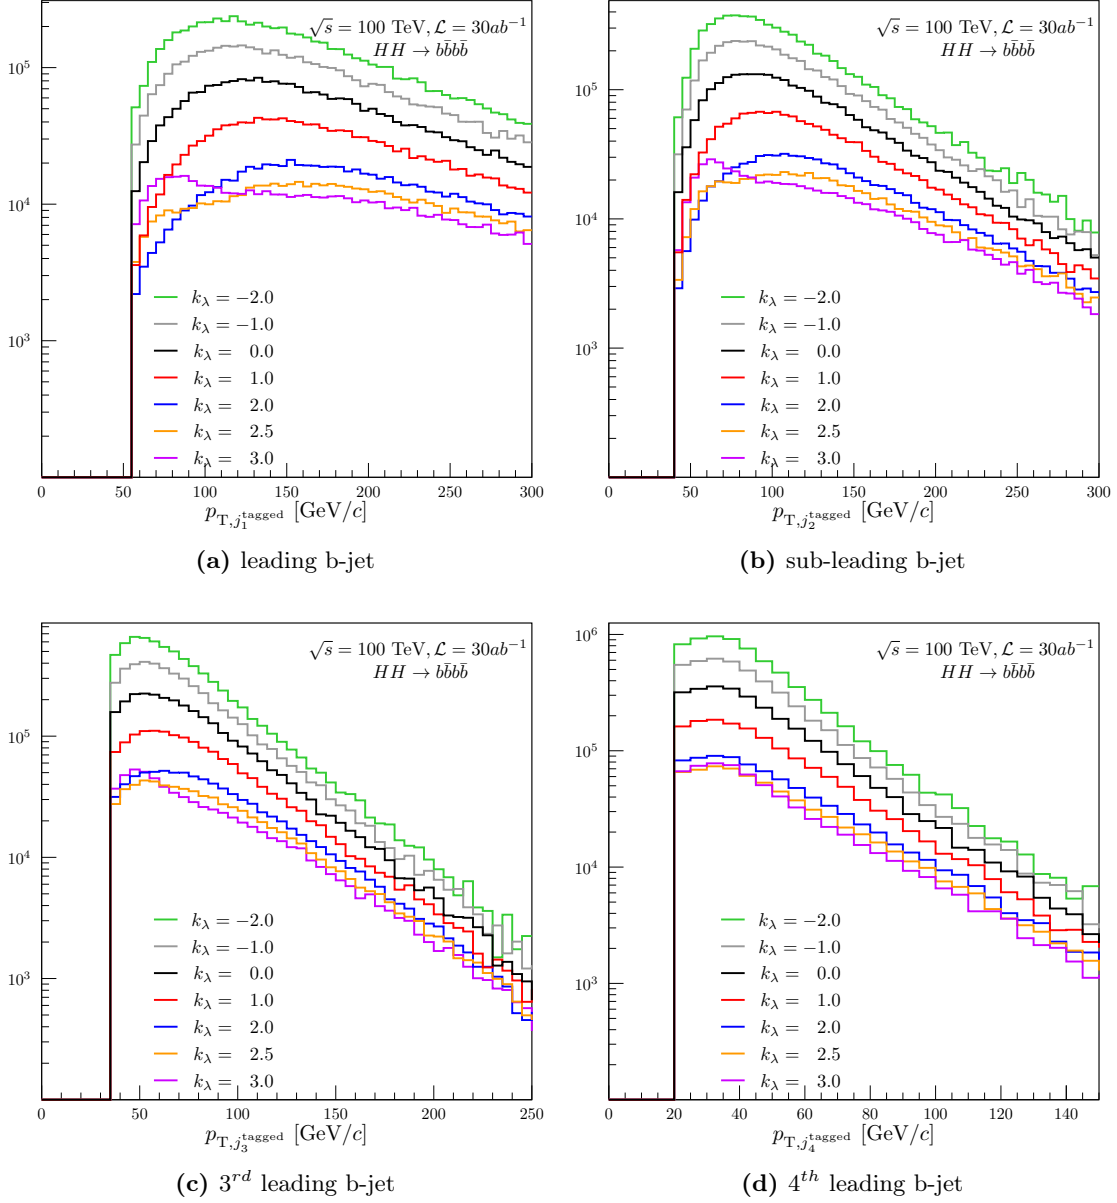 √s = 100 TeV, ℒ = 30ab⁻¹
HH → bb̄bb̄
10⁵
10⁴
10³
k_λ = −2.0
k_λ = −1.0
k_λ = 0.0
k_λ = 1.0
k_λ = 2.0
k_λ = 2.5
k_λ = 3.0
0 50 100 150 200 250 300
p_{T,j₁^{tagged}} [GeV/c]
(a) leading b-jet
√s = 100 TeV, ℒ = 30ab⁻¹
HH → bb̄bb̄
10⁵
10⁴
10³
k_λ = −2.0
k_λ = −1.0
k_λ = 0.0
k_λ = 1.0
k_λ = 2.0
k_λ = 2.5
k_λ = 3.0
0 50 100 150 200 250 300
p_{T,j₂^{tagged}} [GeV/c]
(b) sub-leading b-jet
√s = 100 TeV, ℒ = 30ab⁻¹
HH → bb̄bb̄
10⁵
10⁴
10³
k_λ = −2.0
k_λ = −1.0
k_λ = 0.0
k_λ = 1.0
k_λ = 2.0
k_λ = 2.5
k_λ = 3.0
0 50 100 150 200 250
p_{T,j₃^{tagged}} [GeV/c]
(c) 3^{rd} leading b-jet
√s = 100 TeV, ℒ = 30ab⁻¹
HH → bb̄bb̄
10⁶
10⁵
10⁴
10³
k_λ = −2.0
k_λ = −1.0
k_λ = 0.0
k_λ = 1.0
k_λ = 2.0
k_λ = 2.5
k_λ = 3.0
0 20 40 60 80 100 120 140
p_{T,j₄^{tagged}} [GeV/c]
(d) 4^{th} leading b-jet